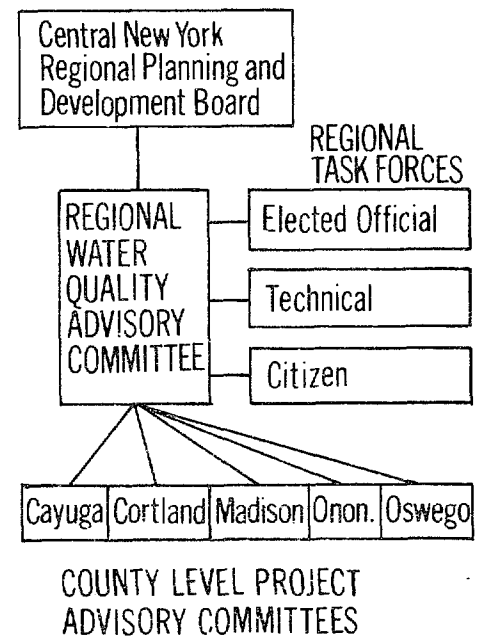 Central New York
Regional Planning and
Development Board
REGIONAL
TASK FORCES
REGIONAL
WATER
QUALITY
ADVISORY
COMMITTEE
Elected Official
Technical
Citizen
Cayuga Cortland Madison Onon. Oswego
COUNTY LEVEL PROJECT
ADVISORY COMMITTEES